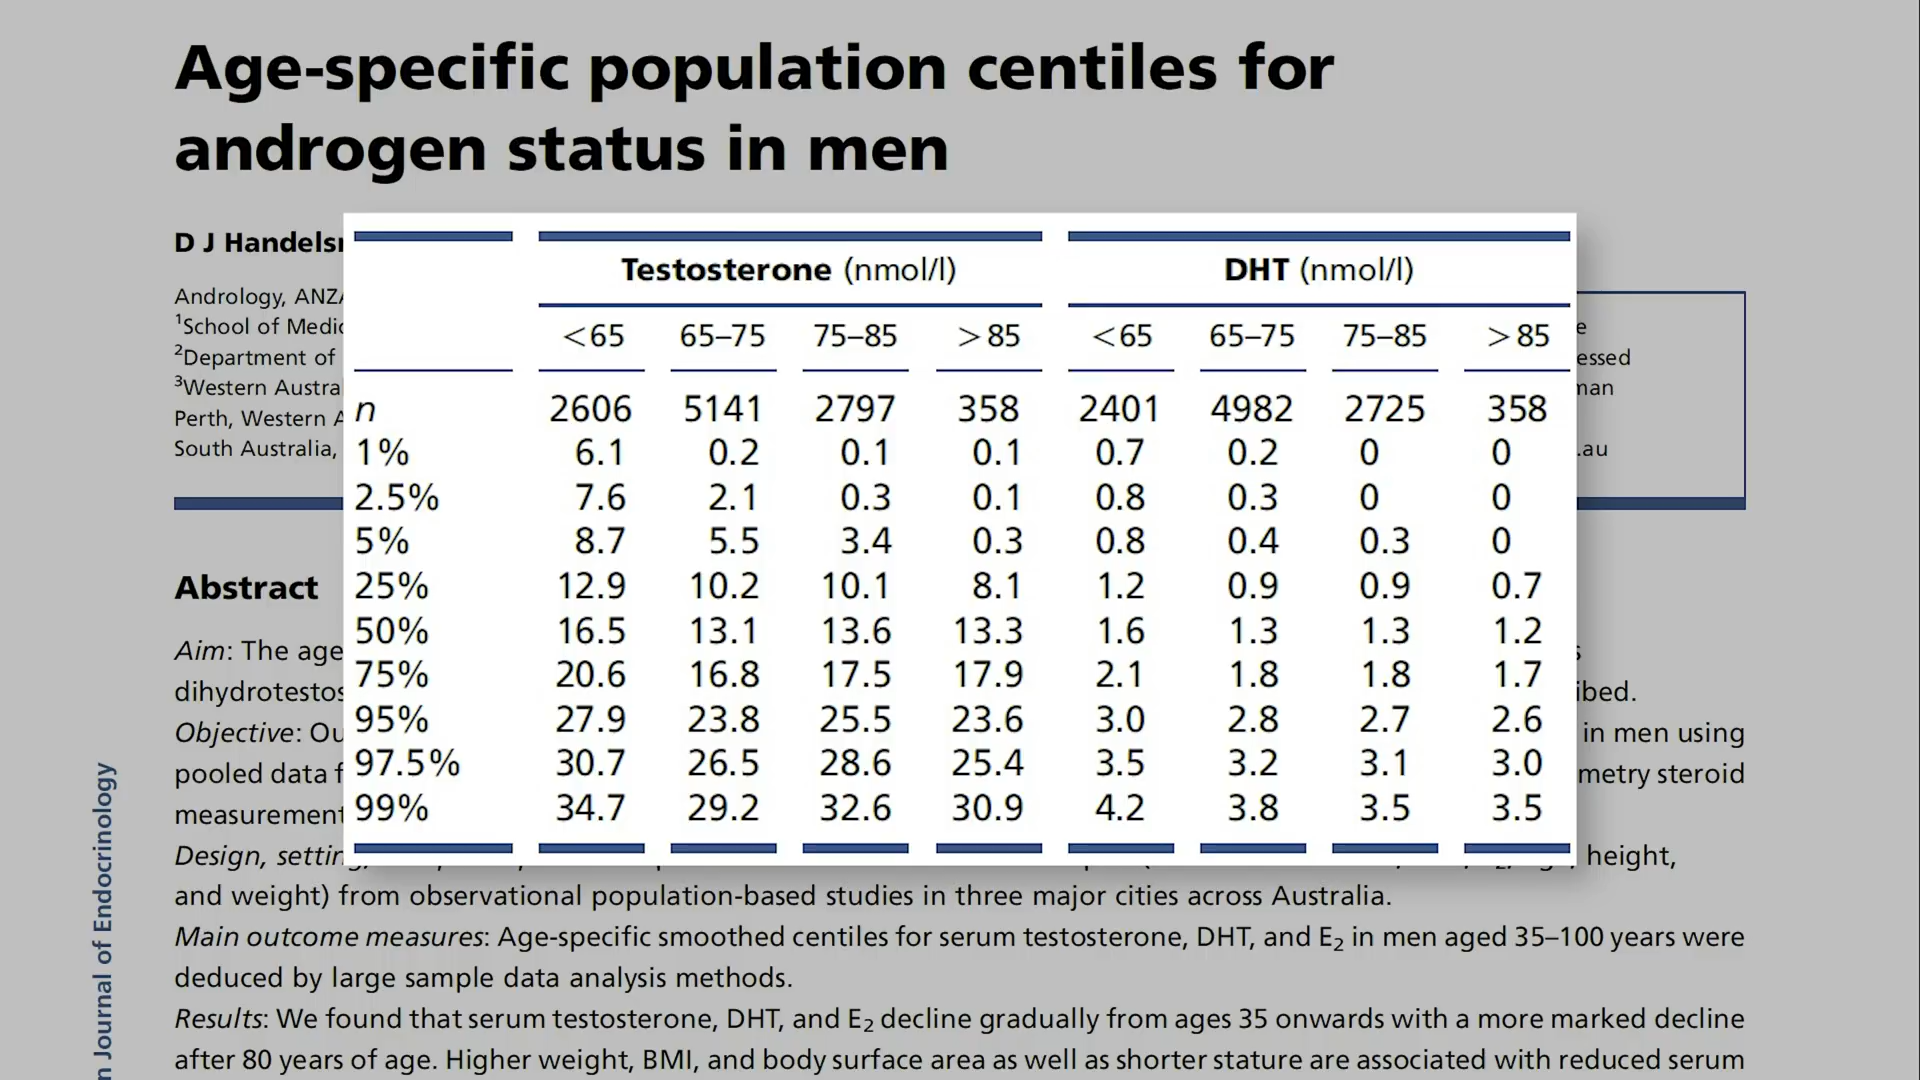 Age-specific population centiles for
androgen status in men
D J
Andrology,
¹School of
²Department of
³Western
Perth, Western
South Australia,
.au
Testosterone (nmol/l) DHT (nmol/l)
<65 65–75 75–85 >85 <65 65–75 75–85 >85
n 2606 5141 2797 358 2401 4982 2725 358
1% 6.1 0.2 0.1 0.1 0.7 0.2 0 0
2.5% 7.6 2.1 0.3 0.1 0.8 0.3 0 0
5% 8.7 5.5 3.4 0.3 0.8 0.4 0.3 0
25% 12.9 10.2 10.1 8.1 1.2 0.9 0.9 0.7
50% 16.5 13.1 13.6 13.3 1.6 1.3 1.3 1.2
75% 20.6 16.8 17.5 17.9 2.1 1.8 1.8 1.7
95% 27.9 23.8 25.5 23.6 3.0 2.8 2.7 2.6
97.5% 30.7 26.5 28.6 25.4 3.5 3.2 3.1 3.0
99% 34.7 29.2 32.6 30.9 4.2 3.8 3.5 3.5
Abstract
Aim: The
Objective: in men using
pooled data steroid
Design, height,
and weight) from observational population-based studies in three major cities across Australia.
Main outcome measures: Age-specific smoothed centiles for serum testosterone, DHT, and E₂ in men aged 35–100 years were
deduced by large sample data analysis methods.
Results: We found that serum testosterone, DHT, and E₂ decline gradually from ages 35 onwards with a more marked decline
after 80 years of age. Higher weight, BMI, and body surface area as well as shorter stature are associated with reduced serum
Journal of Endocrinology